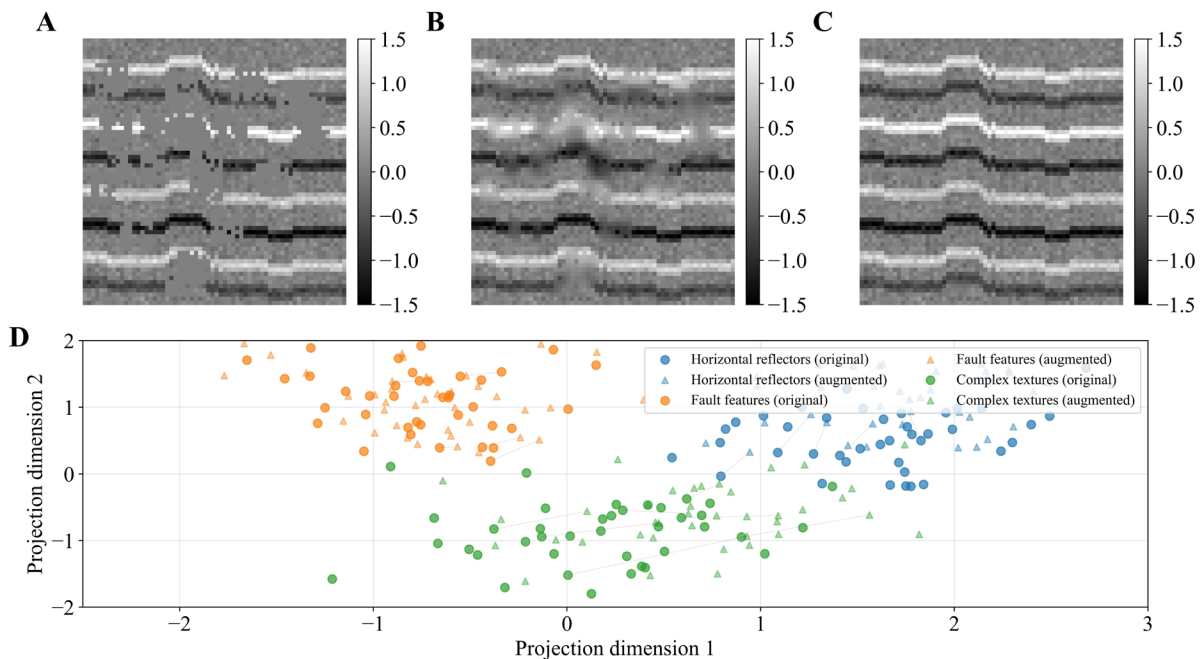 A
1.5
1.0
0.5
0.0
−0.5
−1.0
−1.5
B
1.5
1.0
0.5
0.0
−0.5
−1.0
−1.5
C
1.5
1.0
0.5
0.0
−0.5
−1.0
−1.5
D
Projection dimension 2
2
1
0
−1
−2
Horizontal reflectors (original)
Horizontal reflectors (augmented)
Fault features (original)
Fault features (augmented)
Complex textures (original)
Complex textures (augmented)
−2
−1
0
1
2
3
Projection dimension 1